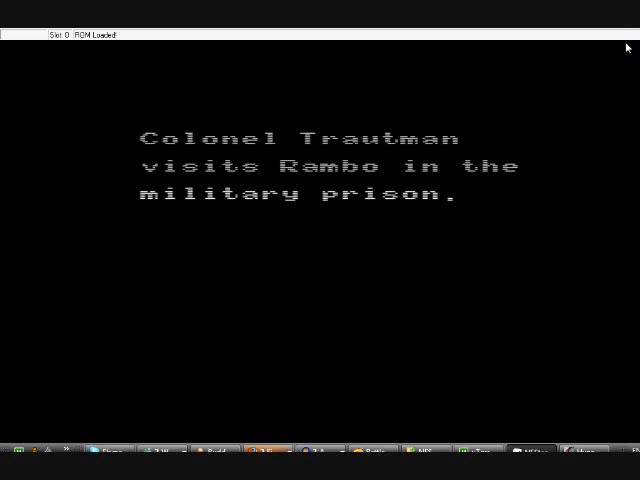 Slot: 0 ROM Loaded!
Colonel Trautman
visits Rambo in the
military prison.